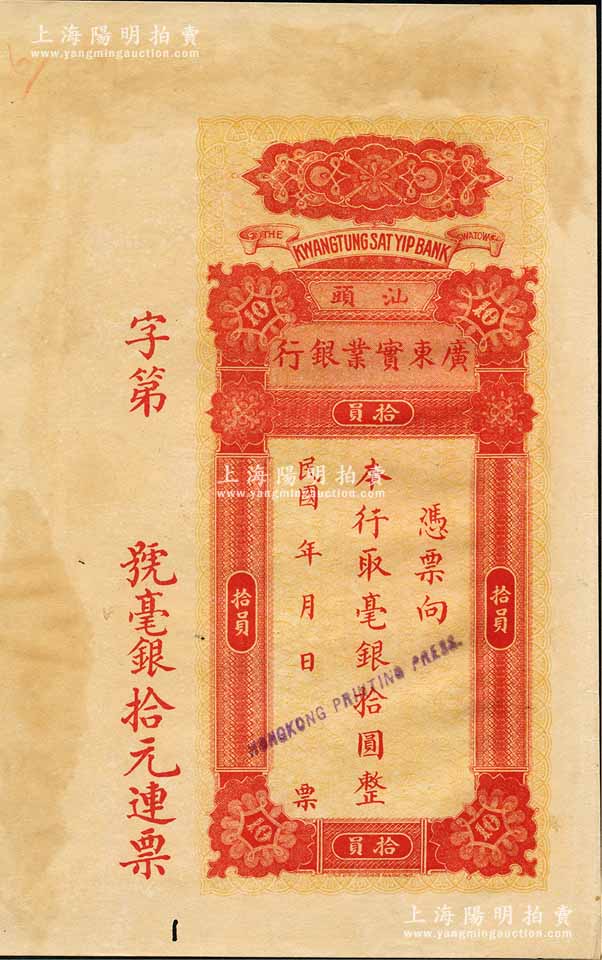 上海陽明拍賣
www.yangmingauction.com
THE
KWANGTUNG SAT YIP BANK
SWATOW
10
10
汕頭
廣東實業銀行
拾員
憑票向
本行取毫銀拾圓整
民國 年 月 日 票
拾員
拾員
字第 號毫銀拾元連票
上海陽明拍賣
www.yangmingauction.com
HONGKONG PRINTING PRESS.
10
10
拾員
上海陽明拍賣
www.yangmingauction.com